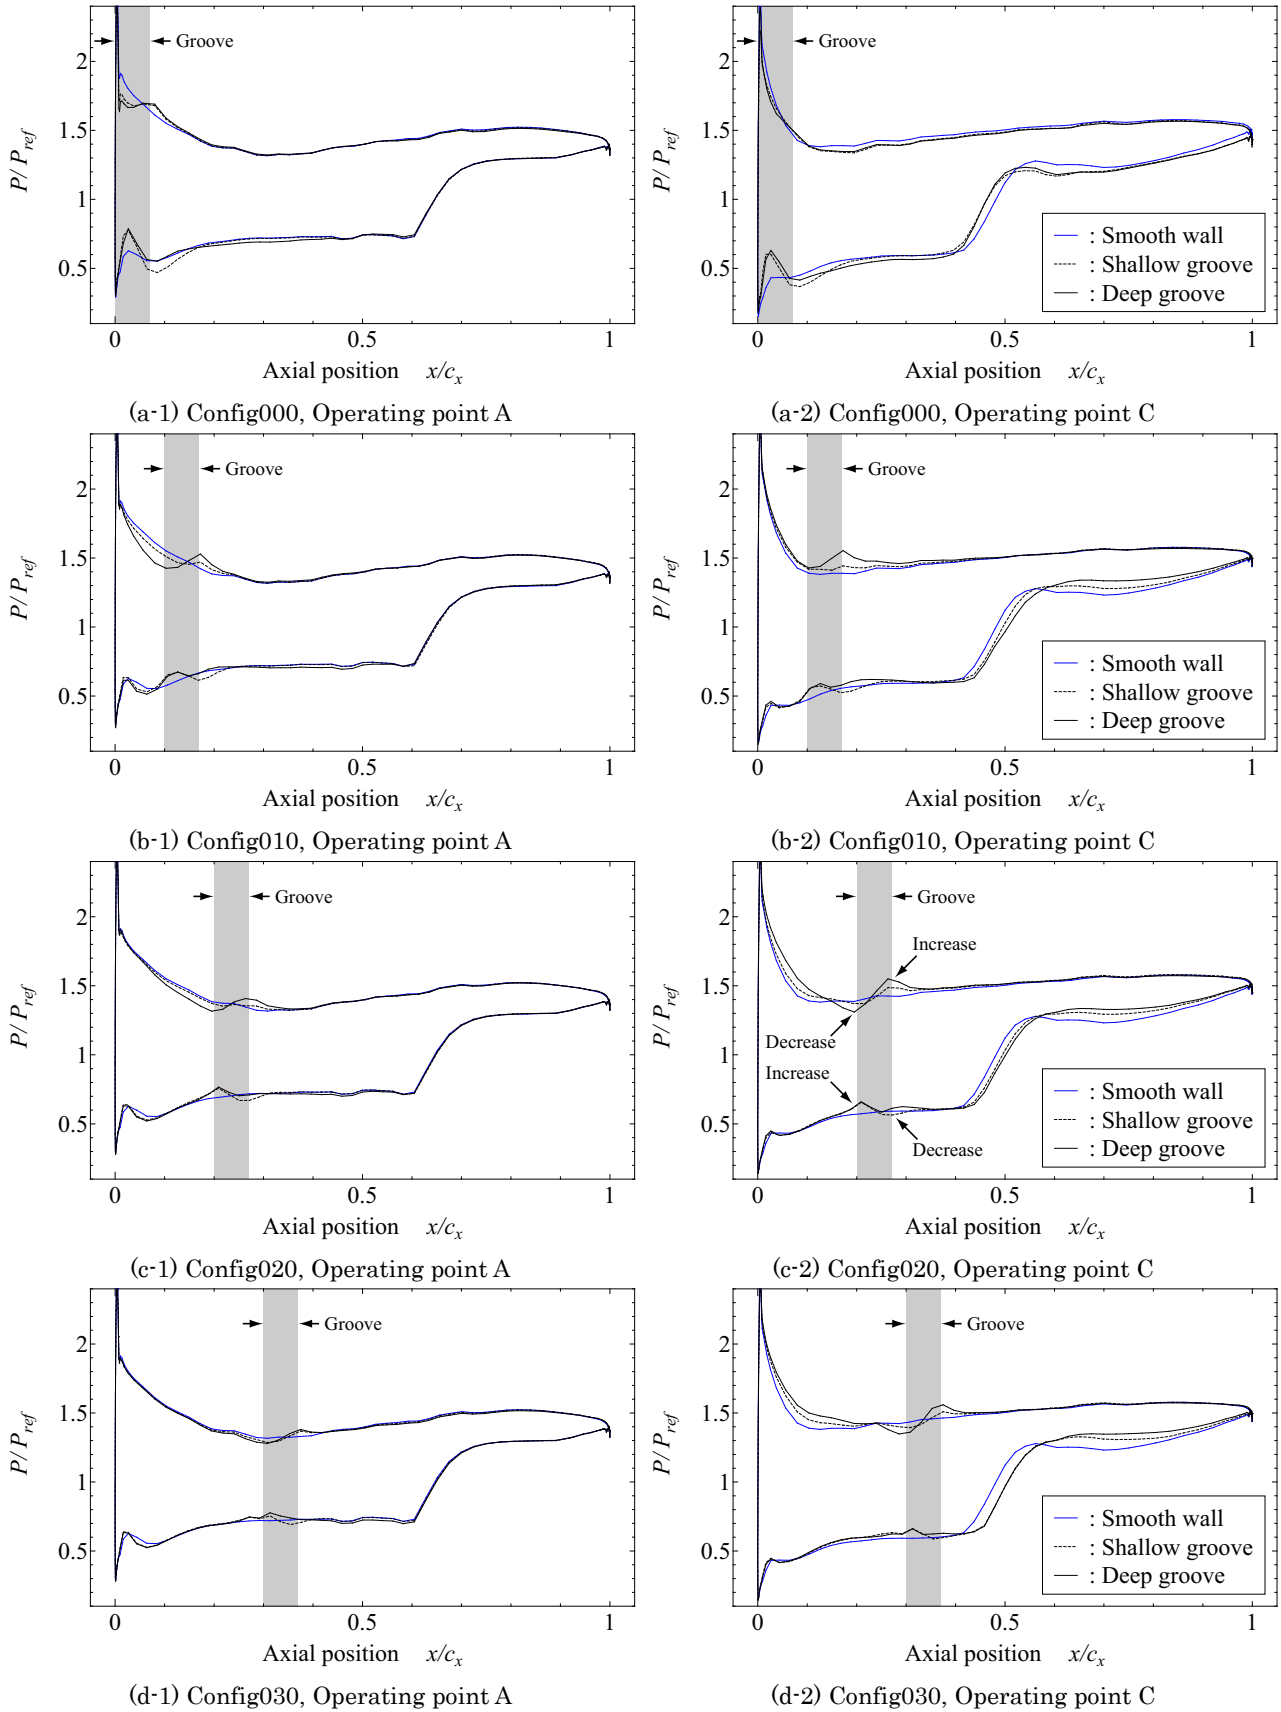 Groove
2
1.5
1
0.5
P/Pref
0 0.5 1
Axial position x/cx
(a-1) Config000, Operating point A
Groove
2
1.5
1
0.5
P/Pref
: Smooth wall
: Shallow groove
: Deep groove
0 0.5 1
Axial position x/cx
(a-2) Config000, Operating point C
Groove
2
1.5
1
0.5
P/Pref
0 0.5 1
Axial position x/cx
(b-1) Config010, Operating point A
Groove
2
1.5
1
0.5
P/Pref
: Smooth wall
: Shallow groove
: Deep groove
0 0.5 1
Axial position x/cx
(b-2) Config010, Operating point C
Groove
2
1.5
1
0.5
P/Pref
0 0.5 1
Axial position x/cx
(c-1) Config020, Operating point A
Groove
2
1.5
1
0.5
P/Pref
Increase
Decrease
Increase
Decrease
: Smooth wall
: Shallow groove
: Deep groove
0 0.5 1
Axial position x/cx
(c-2) Config020, Operating point C
Groove
2
1.5
1
0.5
P/Pref
0 0.5 1
Axial position x/cx
(d-1) Config030, Operating point A
Groove
2
1.5
1
0.5
P/Pref
: Smooth wall
: Shallow groove
: Deep groove
0 0.5 1
Axial position x/cx
(d-2) Config030, Operating point C